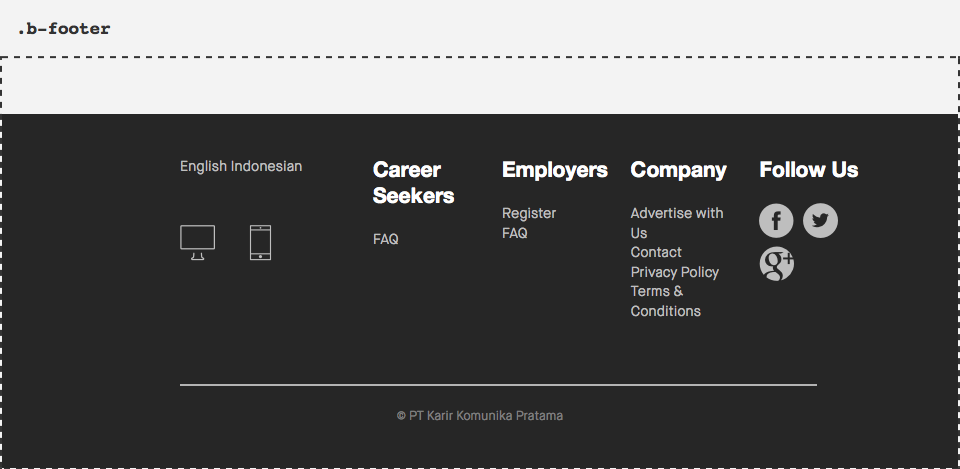 .b-footer
English Indonesian
Career
Seekers
FAQ
Employers
Register
FAQ
Company
Advertise with
Us
Contact
Privacy Policy
Terms &
Conditions
Follow Us
f
g+
© PT Karir Komunika Pratama